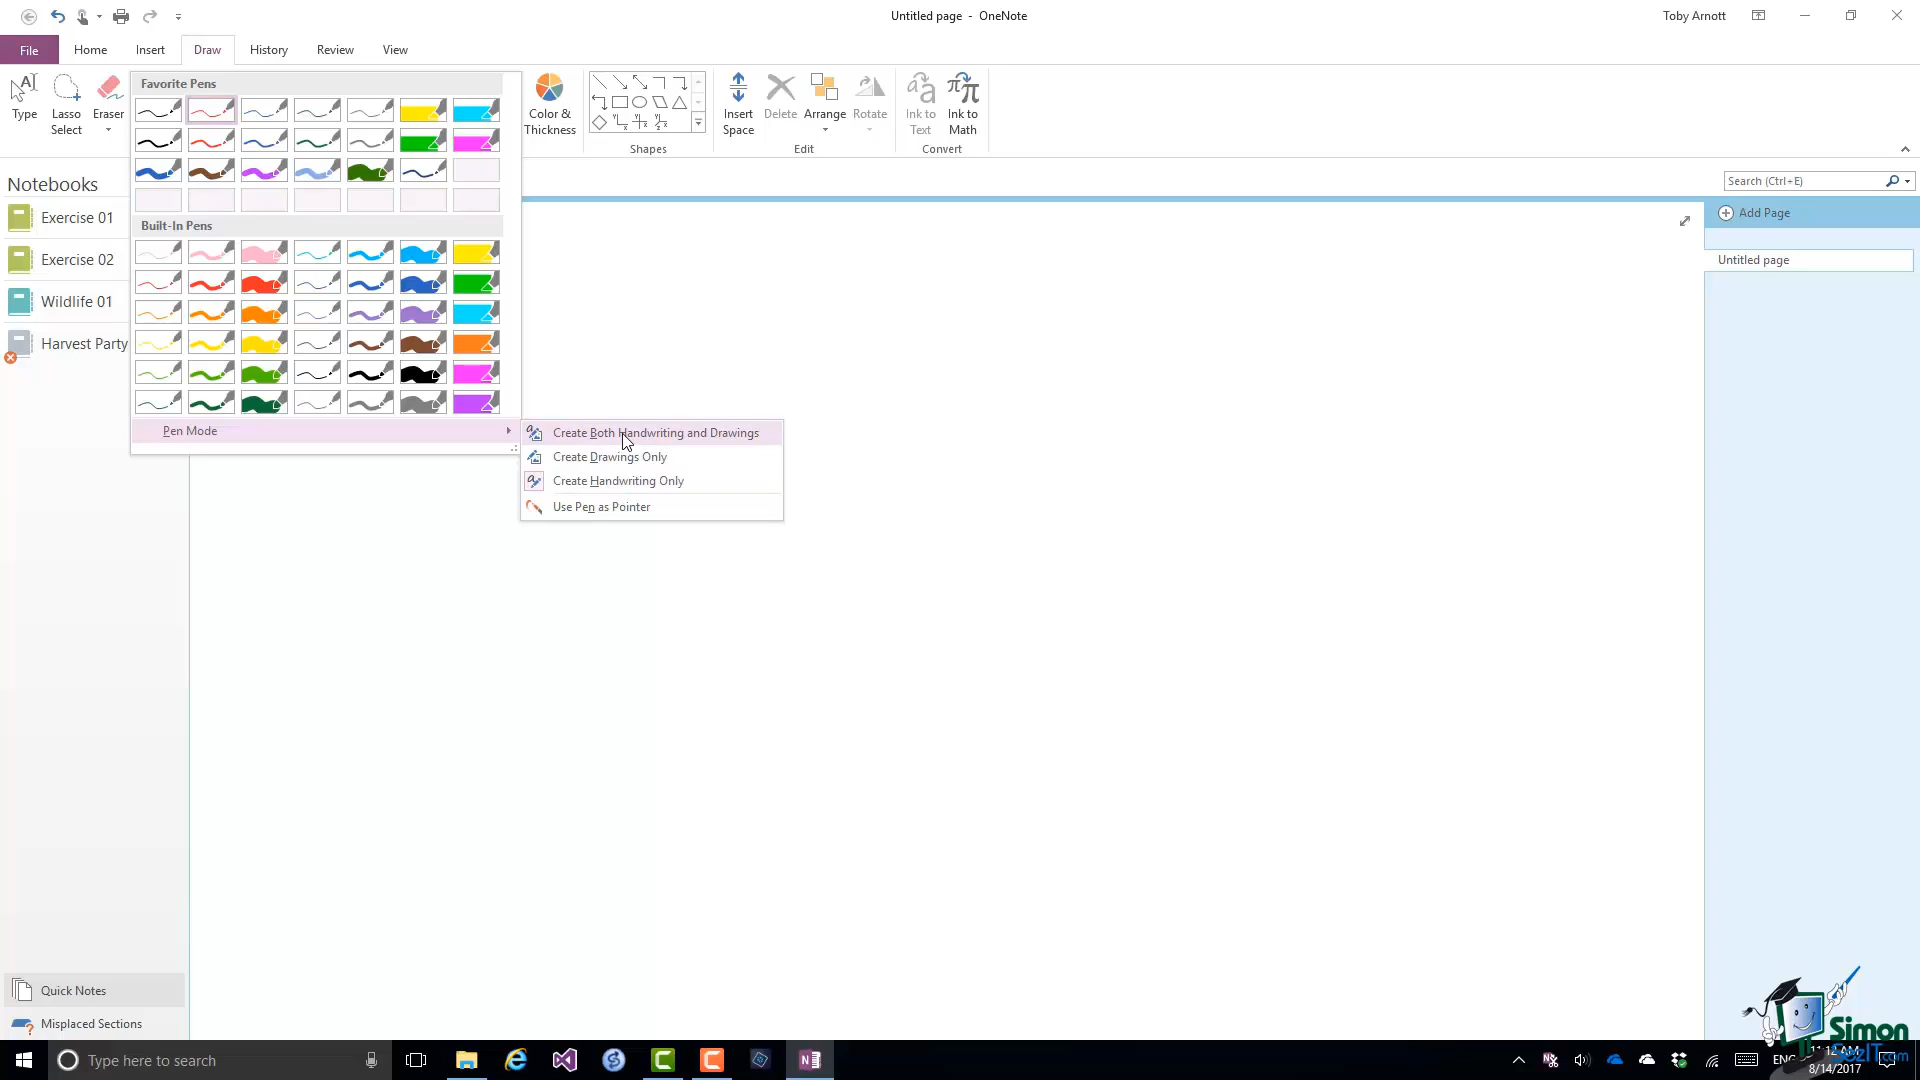 Untitled page - OneNote
Toby Arnott
File
Home
Insert
Draw
History
Review
View
Type
Lasso
Select
Eraser
Favorite Pens
Built-In Pens
Pen Mode
Create Both Handwriting and Drawings
Create Drawings Only
Create Handwriting Only
Use Pen as Pointer
Color &
Thickness
Shapes
Insert
Space
Delete
Arrange
Rotate
Edit
Ink to
Text
Ink to
Math
Convert
Notebooks
Exercise 01
Exercise 02
Wildlife 01
Harvest Party
Search (Ctrl+E)
Add Page
Untitled page
Quick Notes
Misplaced Sections
Simon
SezIT.com
Type here to search
8/14/2017